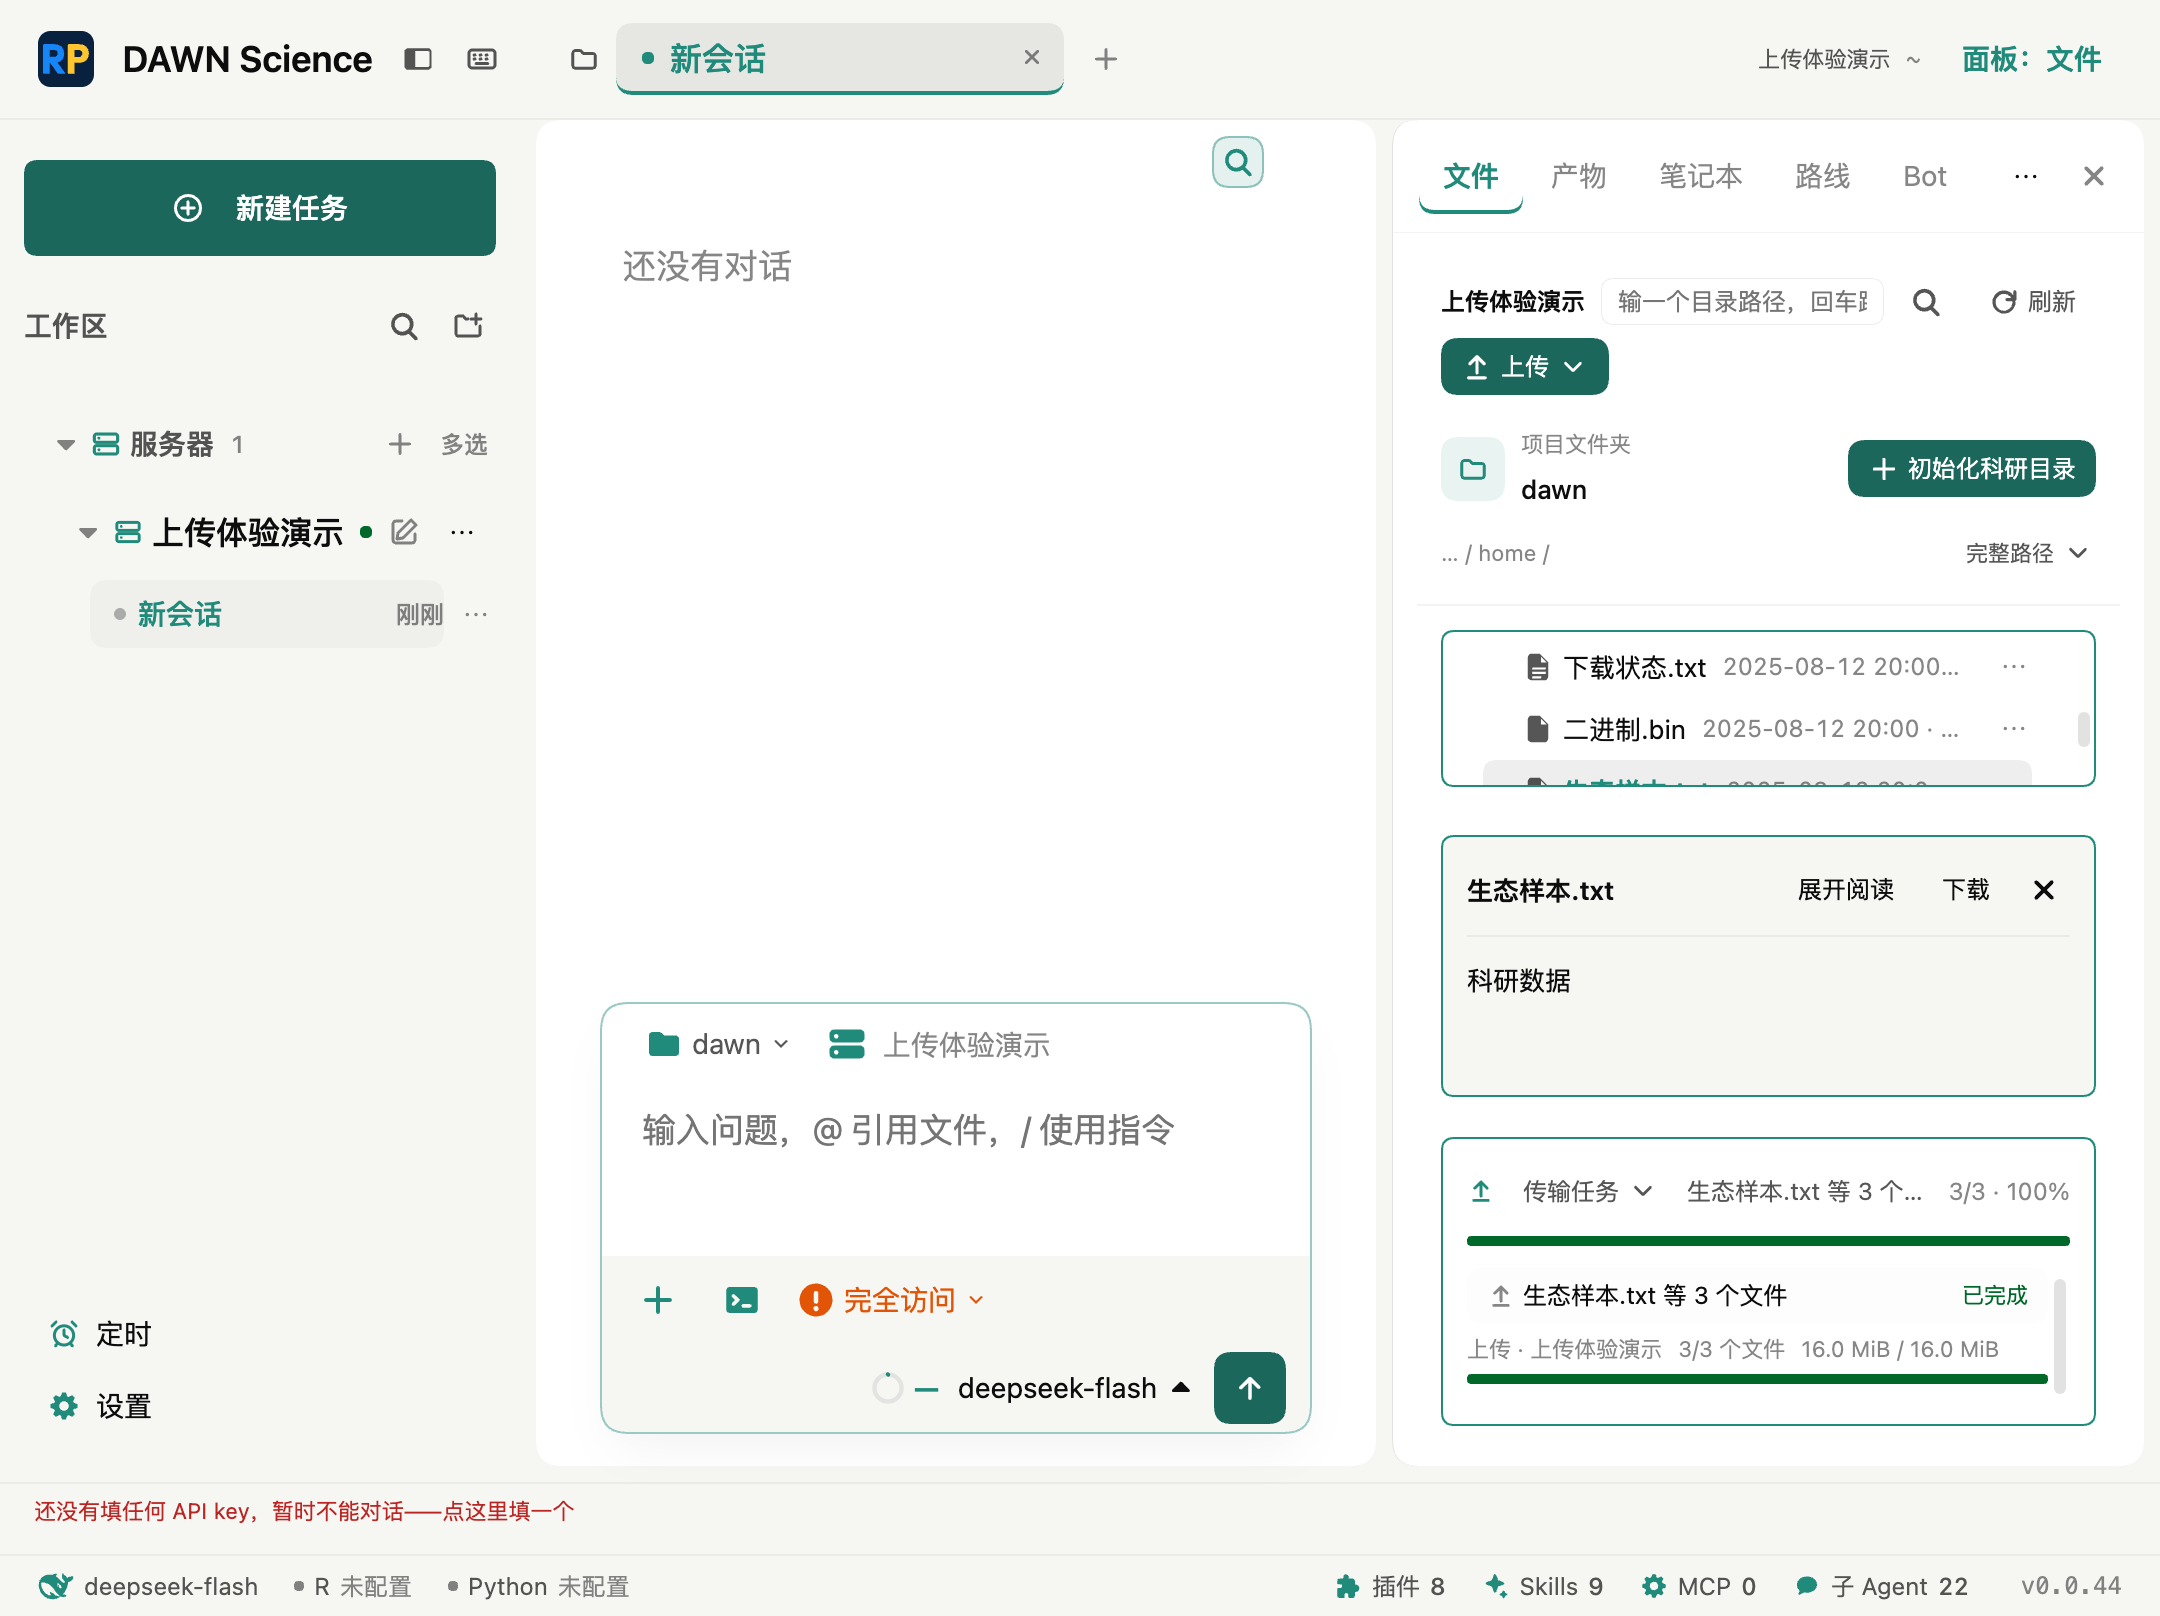 RP DAWN Science
新会话
上传体验演示 ~
面板：文件
新建任务
工作区
服务器 1 多选
上传体验演示
新会话 刚刚
定时
设置
还没有对话
dawn 上传体验演示
输入问题，@ 引用文件，/ 使用指令
完全访问
deepseek-flash
文件 产物 笔记本 路线 Bot
上传体验演示 输一个目录路径，回车 刷新
上传
项目文件夹
dawn
初始化科研目录
... / home / 完整路径
下载状态.txt 2025-08-12 20:00...
二进制.bin 2025-08-12 20:00 · ...
生态样本.txt 展开阅读 下载
科研数据
传输任务 生态样本.txt 等 3 个... 3/3 · 100%
生态样本.txt 等 3 个文件 已完成
上传 · 上传体验演示 3/3 个文件 16.0 MiB / 16.0 MiB
还没有填任何 API key，暂时不能对话——点这里填一个
deepseek-flash R 未配置 Python 未配置 插件 8 Skills 9 MCP 0 子 Agent 22 v0.0.44